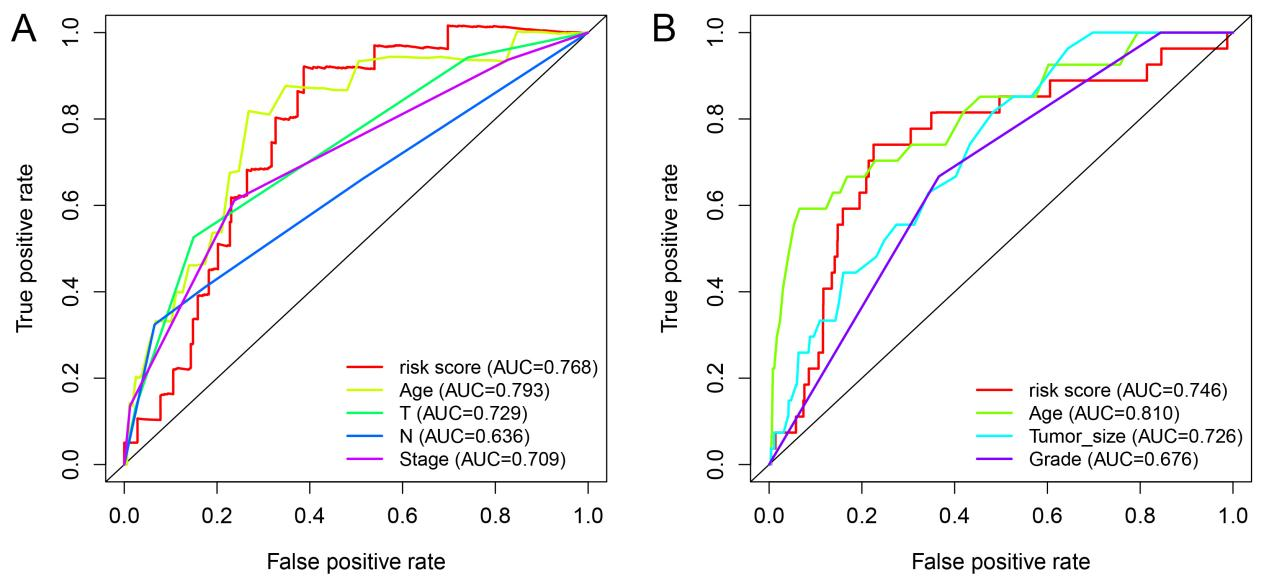 A
True positive rate
1.0
0.8
0.6
0.4
0.2
0.0
risk score (AUC=0.768)
Age (AUC=0.793)
T (AUC=0.729)
N (AUC=0.636)
Stage (AUC=0.709)
0.0 0.2 0.4 0.6 0.8 1.0
False positive rate
B
True positive rate
1.0
0.8
0.6
0.4
0.2
0.0
risk score (AUC=0.746)
Age (AUC=0.810)
Tumor_size (AUC=0.726)
Grade (AUC=0.676)
0.0 0.2 0.4 0.6 0.8 1.0
False positive rate